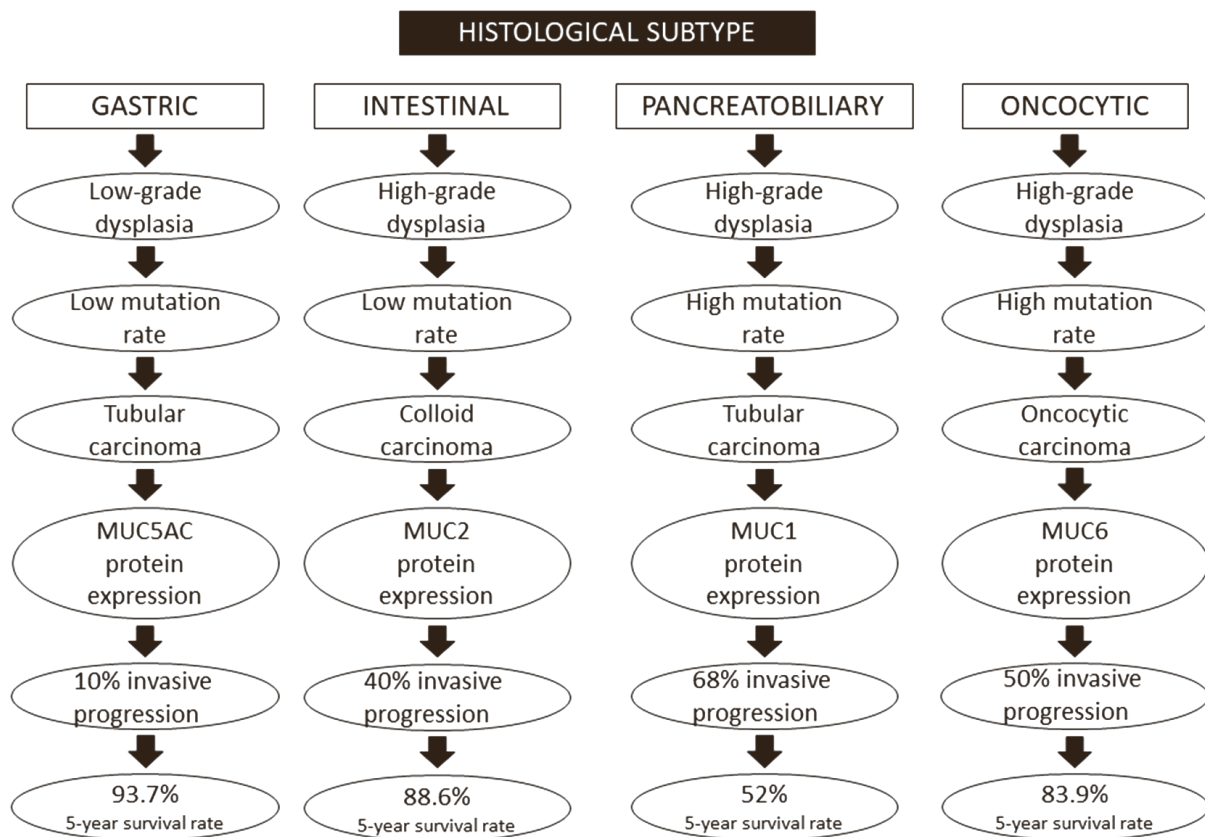 HISTOLOGICAL SUBTYPE
GASTRIC
Low-grade
dysplasia
Low mutation
rate
Tubular
carcinoma
MUC5AC
protein
expression
10% invasive
progression
93.7%
5-year survival rate
INTESTINAL
High-grade
dysplasia
Low mutation
rate
Colloid
carcinoma
MUC2
protein
expression
40% invasive
progression
88.6%
5-year survival rate
PANCREATOBILIARY
High-grade
dysplasia
High mutation
rate
Tubular
carcinoma
MUC1
protein
expression
68% invasive
progression
52%
5-year survival rate
ONCOCYTIC
High-grade
dysplasia
High mutation
rate
Oncocytic
carcinoma
MUC6
protein
expression
50% invasive
progression
83.9%
5-year survival rate